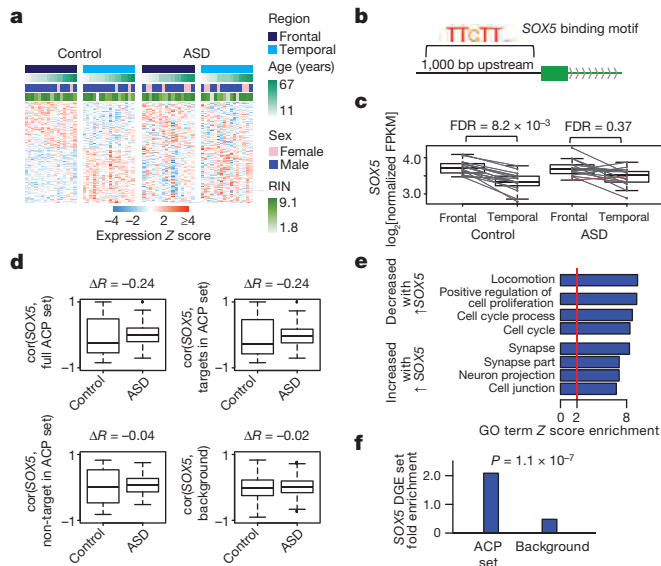 a
Control
ASD
Region
Frontal
Temporal
Age (years)
67
11
Sex
Female
Male
RIN
9.1
1.8
−4 −2 2 ≥4
Expression Z score
b
TTGTT
SOX5 binding motif
1,000 bp upstream
c
FDR = 8.2 × 10⁻³
FDR = 0.37
SOX5
log₂[normalized FPKM]
4.0
3.0
Frontal Temporal Frontal Temporal
Control
ASD
d
ΔR = −0.24
cor(SOX5, full ACP set)
1
−1
Control
ASD
ΔR = −0.24
cor(SOX5, targets in ACP set)
1
−1
Control
ASD
ΔR = −0.04
cor(SOX5, non-target in ACP set)
1
−1
Control
ASD
ΔR = −0.02
cor(SOX5, background)
1
−1
Control
ASD
e
Decreased with ↑SOX5
Locomotion
Positive regulation of
cell proliferation
Cell cycle process
Cell cycle
Increased with ↑SOX5
Synapse
Synapse part
Neuron projection
Cell junction
0 2 8
GO term Z score enrichment
f
P = 1.1 × 10⁻⁷
SOX5 DGE set
fold enrichment
2.0
1.0
0
ACP
set
Background